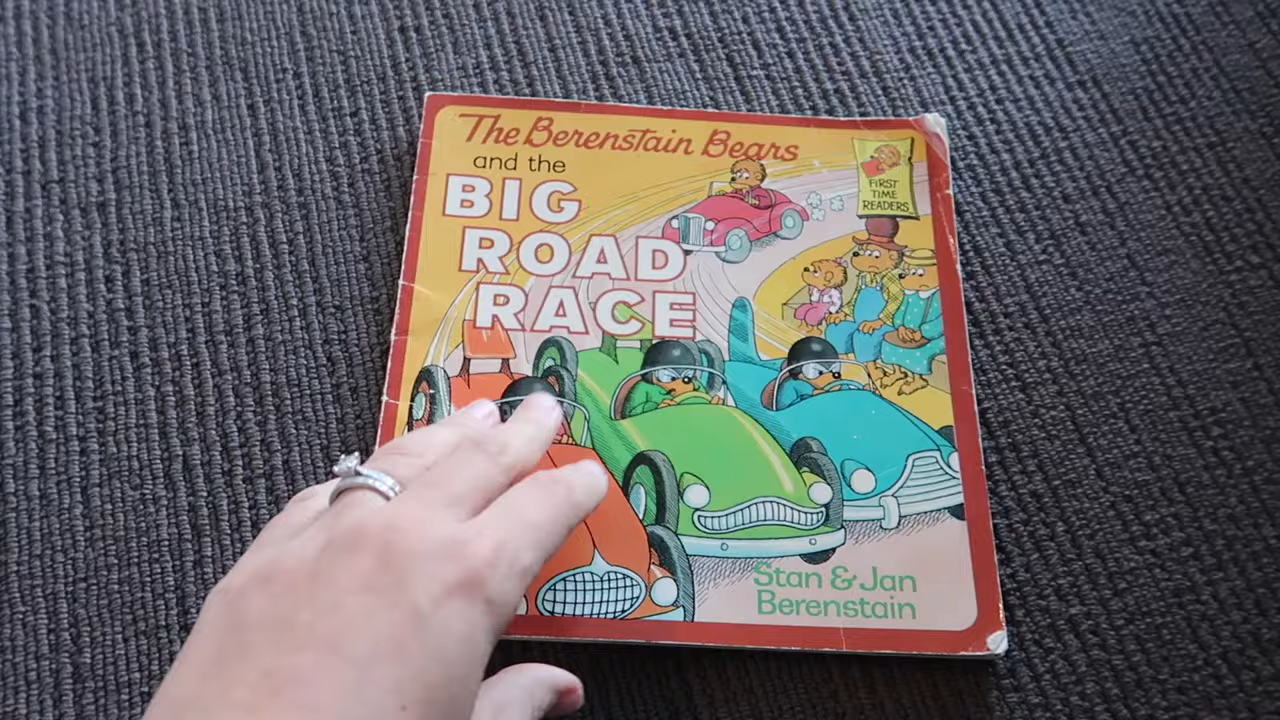 The Berenstain Bears
and the
BIG
ROAD
RACE
FIRST
TIME
READERS
Stan & Jan
Berenstain